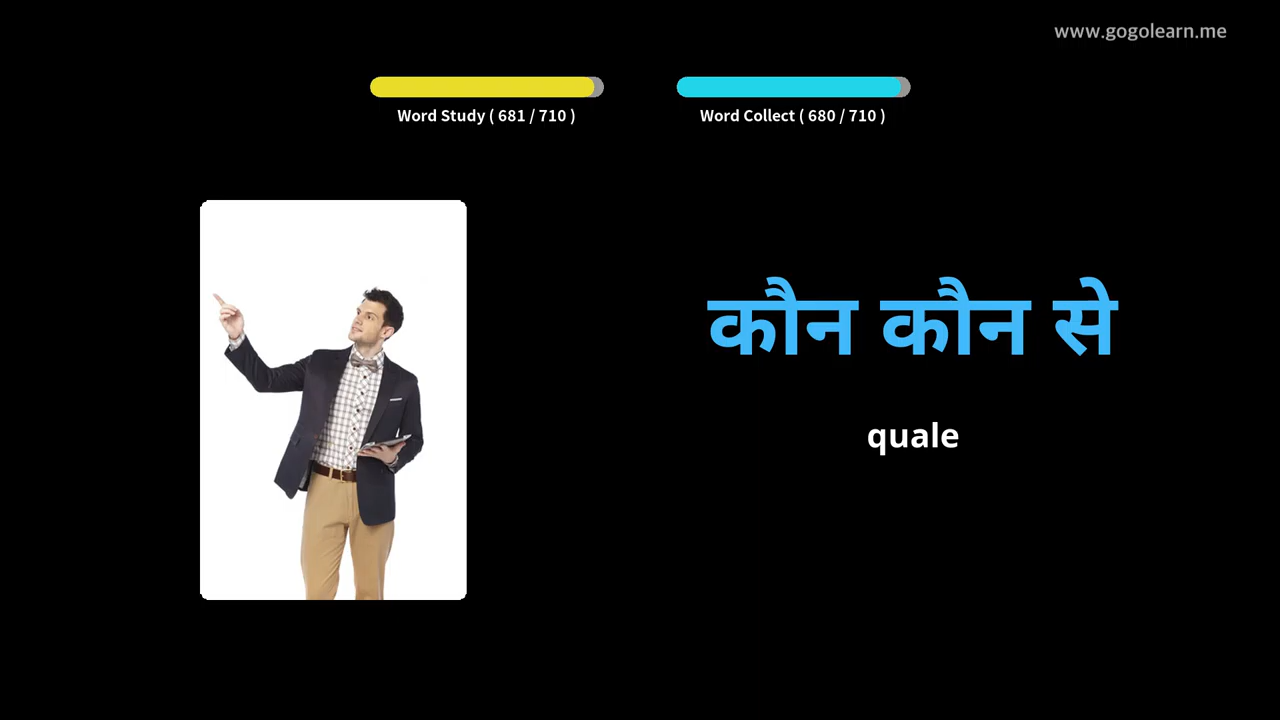 www.gogolearn.me
Word Study ( 681 / 710 )
Word Collect ( 680 / 710 )
कौन कौन से
quale